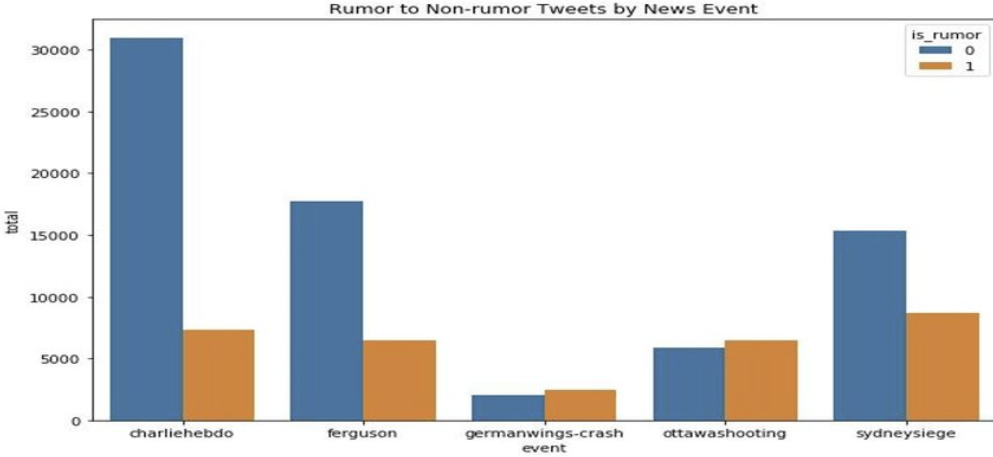 Rumor to Non-rumor Tweets by News Event
is_rumor
0
1
30000
25000
20000
15000
10000
5000
0
total
charliehebdo ferguson germanwings-crash ottawashooting sydneysiege
event